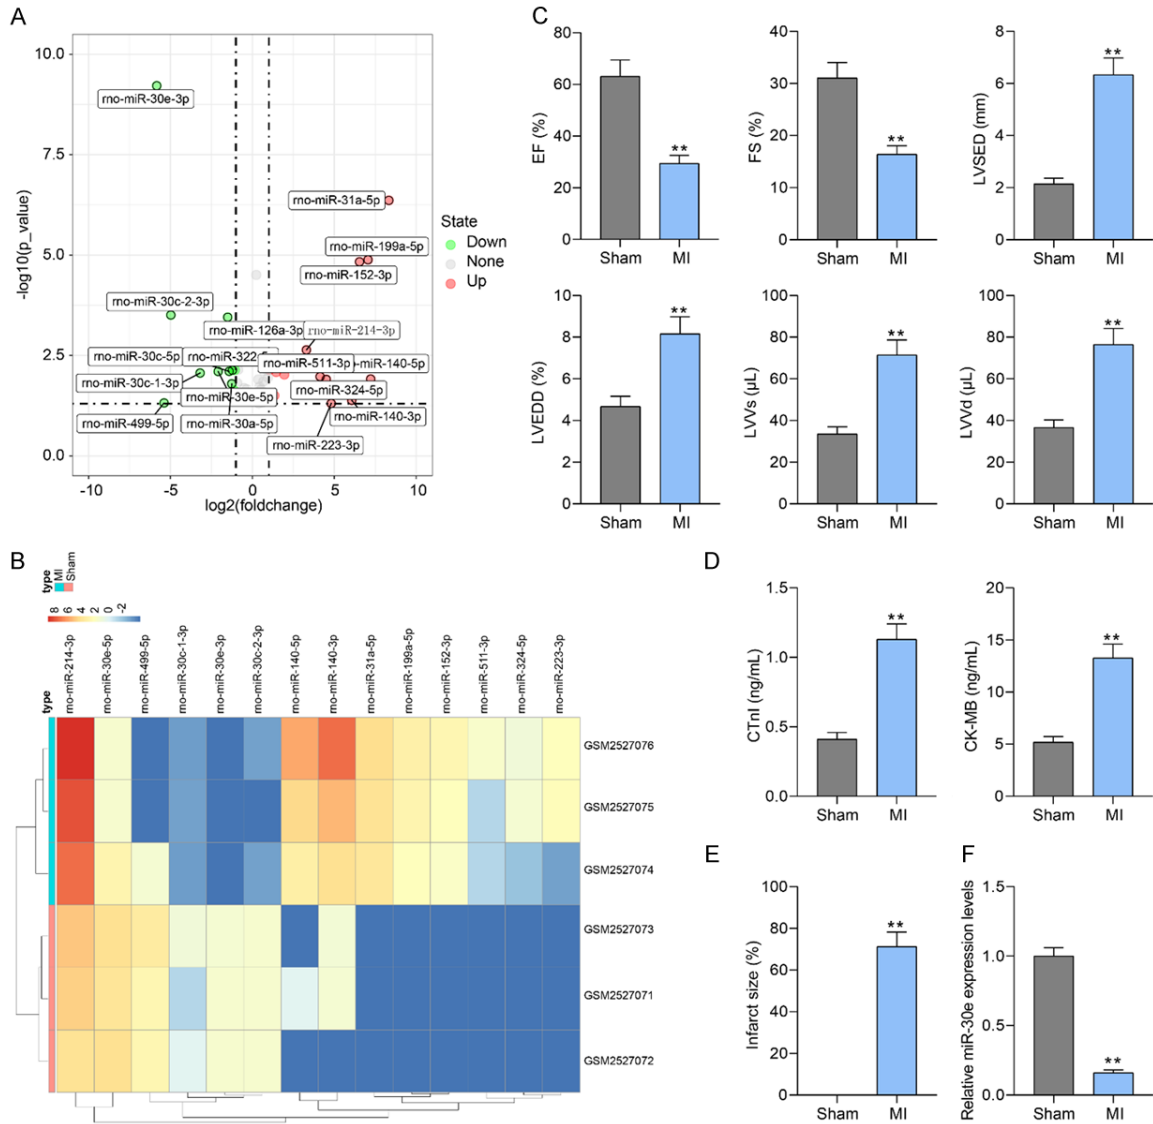 A
10.0
7.5
5.0
2.5
0.0
-log10(p_value)
-10
-5
0
5
10
log2(foldchange)
rno-miR-30e-3p
rno-miR-31a-5p
rno-miR-199a-5p
rno-miR-152-3p
rno-miR-30c-2-3p
rno-miR-126a-3p
rno-miR-214-3p
rno-miR-30c-5p
rno-miR-322-5
rno-miR-511-3p
-miR-140-5p
rno-miR-30c-1-3p
rno-miR-324-5p
rno-miR-30e-5p
rno-miR-499-5p
rno-miR-30a-5p
rno-miR-140-3p
rno-miR-223-3p
State
Down
None
Up
B
type
MI
Sham
8
6
4
2
0
-2
type
rno-miR-214-3p
rno-miR-30e-5p
rno-miR-499-5p
rno-miR-30c-1-3p
rno-miR-30e-3p
rno-miR-30c-2-3p
rno-miR-140-5p
rno-miR-140-3p
rno-miR-31a-5p
rno-miR-199a-5p
rno-miR-152-3p
rno-miR-511-3p
rno-miR-324-5p
rno-miR-223-3p
GSM2527076
GSM2527075
GSM2527074
GSM2527073
GSM2527071
GSM2527072
C
EF (%)
80
60
40
20
0
**
Sham
MI
FS (%)
40
30
20
10
0
**
Sham
MI
LVSED (mm)
8
6
4
2
0
**
Sham
MI
LVEDD (%)
10
8
6
4
2
0
**
Sham
MI
LVVs (μL)
100
80
60
40
20
0
**
Sham
MI
LVVd (μL)
100
80
60
40
20
0
**
Sham
MI
D
CTnI (ng/mL)
1.5
1.0
0.5
0.0
**
Sham
MI
CK-MB (ng/mL)
20
15
10
5
0
**
Sham
MI
E
Infarct size (%)
100
80
60
40
20
0
**
Sham
MI
F
Relative miR-30e expression levels
1.5
1.0
0.5
0.0
**
Sham
MI